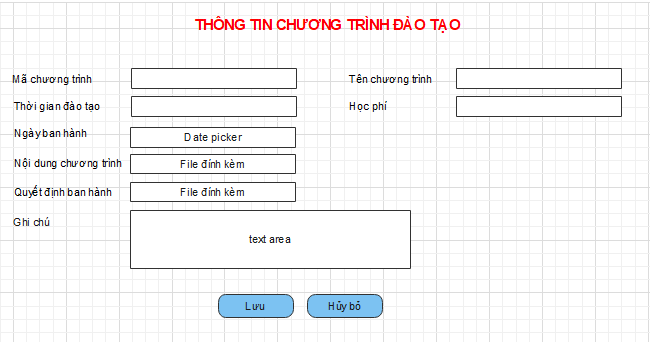 THÔNG TIN CHƯƠNG TRÌNH ĐÀO TẠO
Mã chương trình
Tên chương trình
Thời gian đào tạo
Học phí
Ngày ban hành
Date picker
Nội dung chương trình
File đính kèm
Quyết định ban hành
File đính kèm
Ghi chú
text area
Lưu
Hủy bỏ